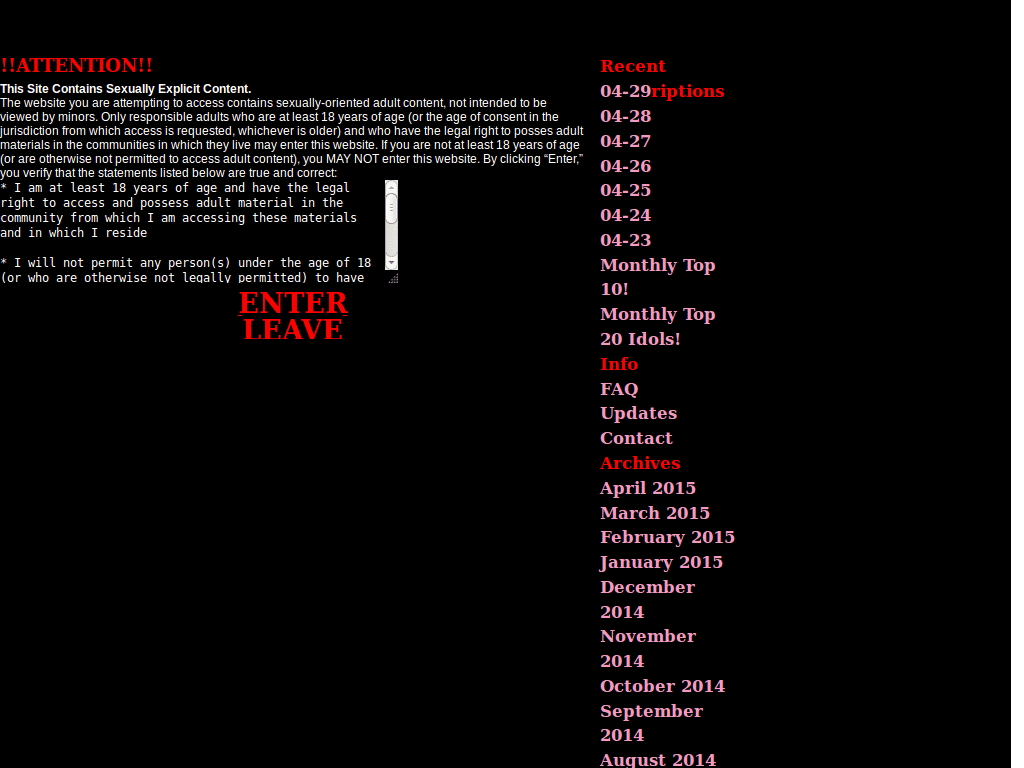 !!ATTENTION!!
This Site Contains Sexually Explicit Content.
The website you are attempting to access contains sexually-oriented adult content, not intended to be
viewed by minors. Only responsible adults who are at least 18 years of age (or the age of consent in the
jurisdiction from which access is requested, whichever is older) and who have the legal right to posses adult
materials in the communities in which they live may enter this website. If you are not at least 18 years of age
(or are otherwise not permitted to access adult content), you MAY NOT enter this website. By clicking “Enter,”
you verify that the statements listed below are true and correct:
* I am at least 18 years of age and have the legal
right to access and possess adult material in the
community from which I am accessing these materials
and in which I reside
* I will not permit any person(s) under the age of 18
(or who are otherwise not legally permitted) to have
ENTER
LEAVE
Recent
04-29riptions
04-28
04-27
04-26
04-25
04-24
04-23
Monthly Top
10!
Monthly Top
20 Idols!
Info
FAQ
Updates
Contact
Archives
April 2015
March 2015
February 2015
January 2015
December
2014
November
2014
October 2014
September
2014
August 2014